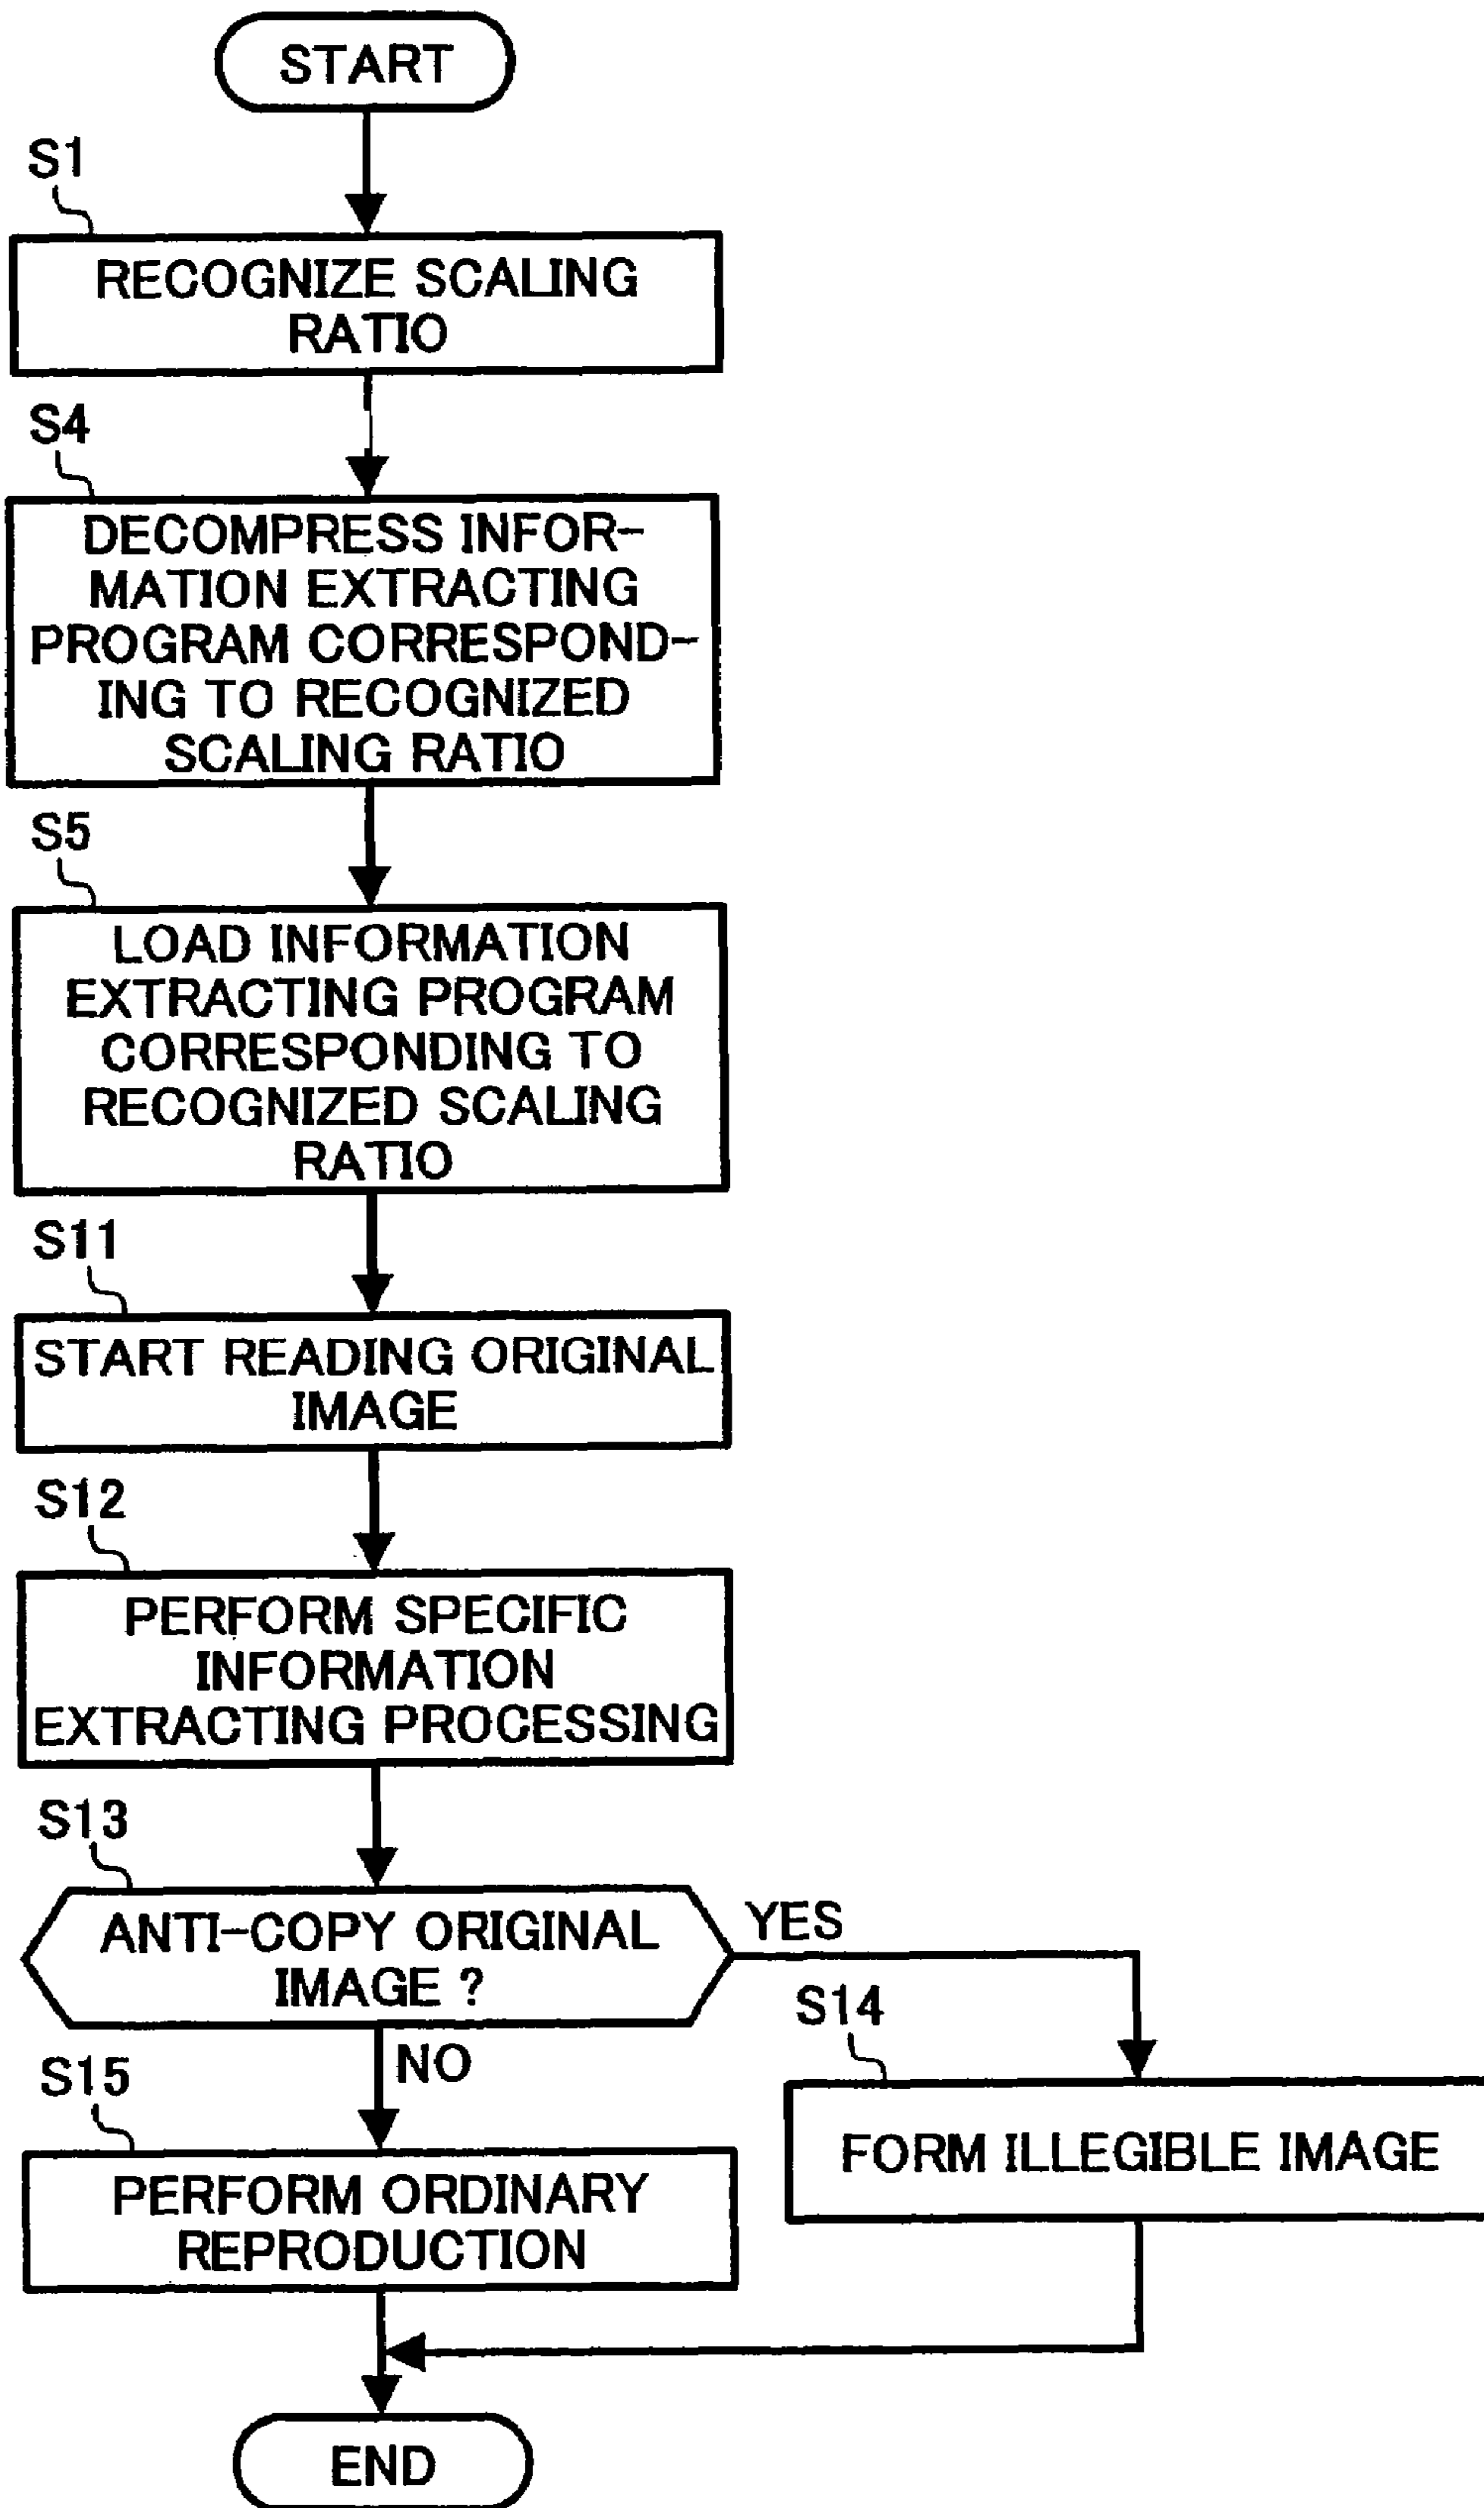 START
S1
RECOGNIZE SCALING
RATIO
S4
DECOMPRESS INFOR-
MATION EXTRACTING
PROGRAM CORRESPOND-
ING TO RECOGNIZED
SCALING RATIO
S5
LOAD INFORMATION
EXTRACTING PROGRAM
CORRESPONDING TO
RECOGNIZED SCALING
RATIO
S11
START READING ORIGINAL
IMAGE
S12
PERFORM SPECIFIC
INFORMATION
EXTRACTING PROCESSING
S13
ANTI-COPY ORIGINAL
IMAGE ?
YES
S14
FORM ILLEGIBLE IMAGE
NO
S15
PERFORM ORDINARY
REPRODUCTION
END